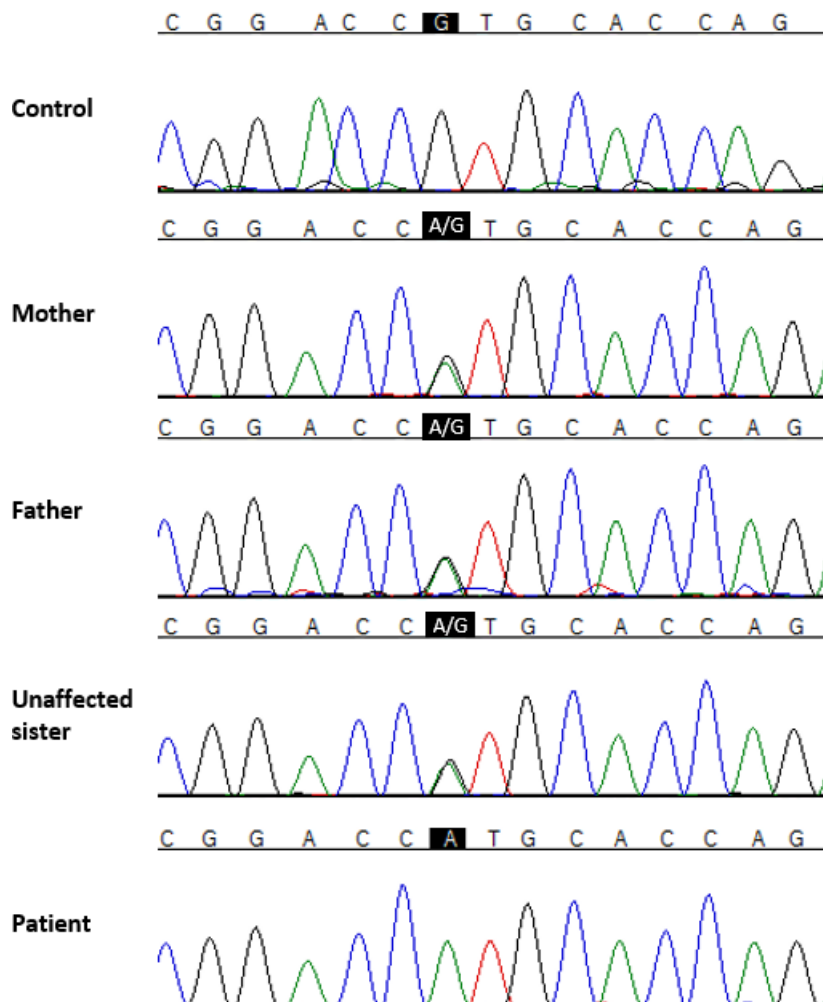 C G G A C C G T G C A C C A G
Control
C G G A C C A/G T G C A C C A G
Mother
C G G A C C A/G T G C A C C A G
Father
C G G A C C A/G T G C A C C A G
Unaffected
sister
C G G A C C A T G C A C C A G
Patient